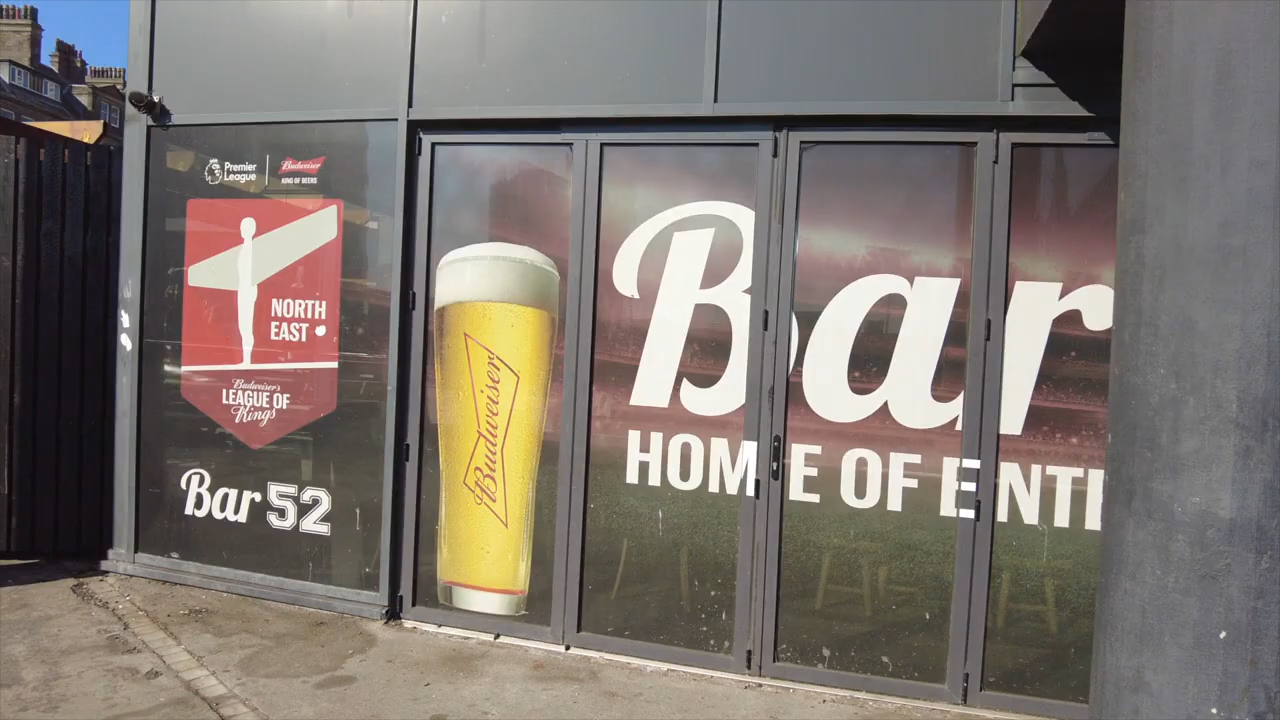 Premier League
Budweiser
KING OF BEERS
NORTH
EAST
Budweiser's
LEAGUE OF
Kings
Bar 52
Budweiser
Bar
HOME OF ENT